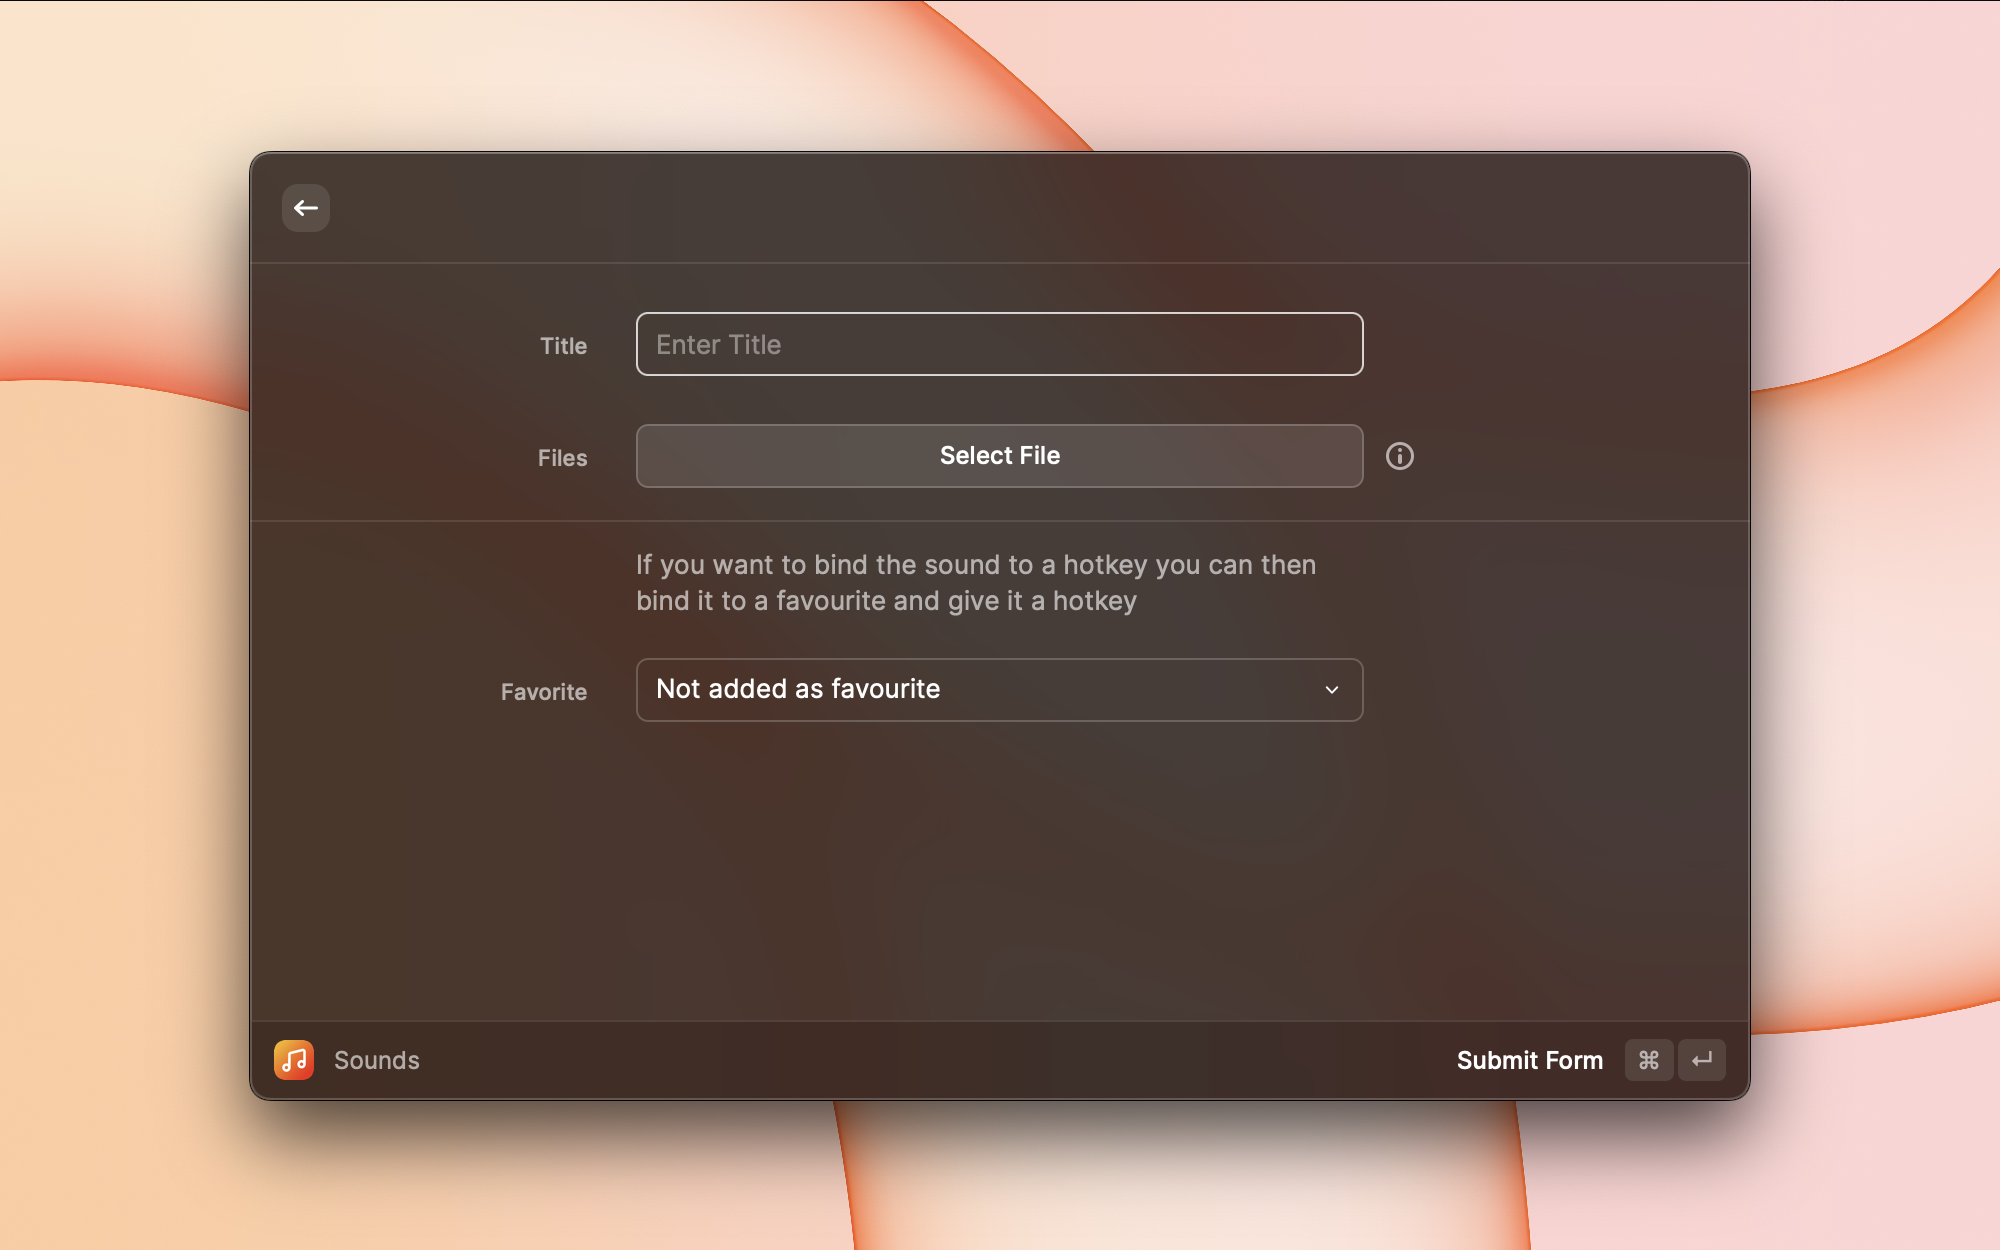 Title
Enter Title
Files
Select File
If you want to bind the sound to a hotkey you can then
bind it to a favourite and give it a hotkey
Favorite
Not added as favourite
Sounds
Submit Form ⌘ ↵